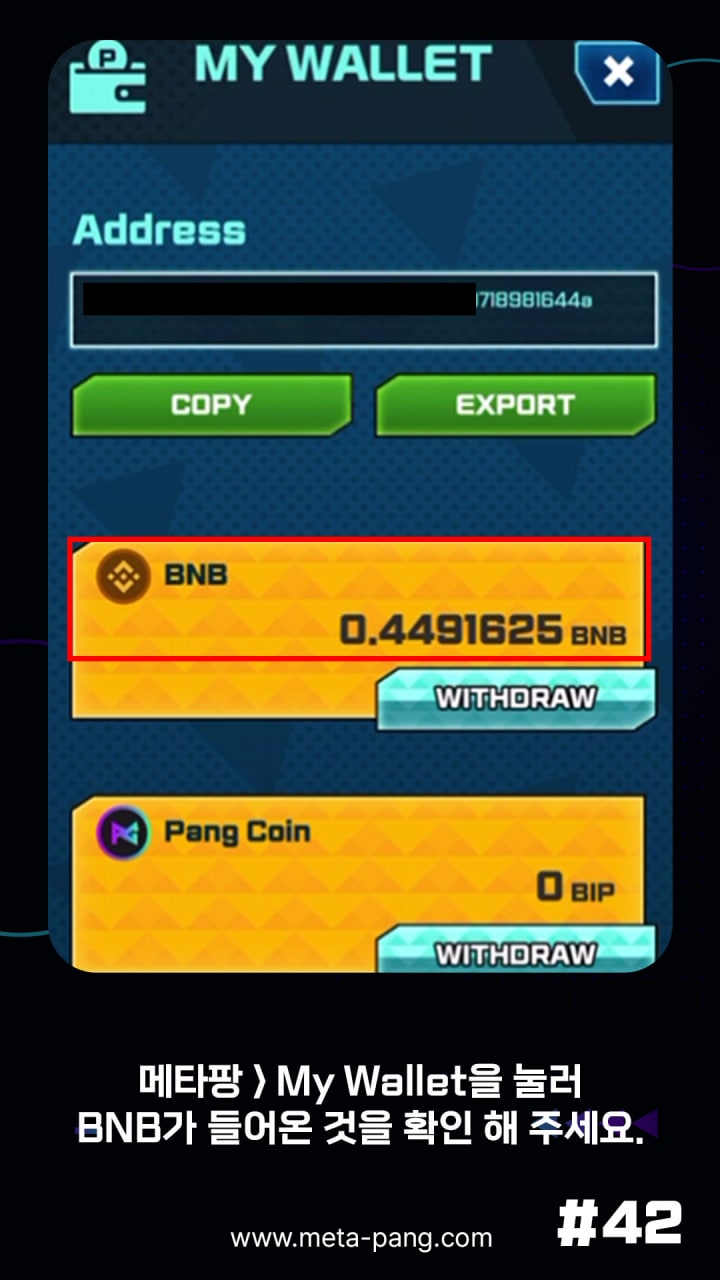 MY WALLET
Address
718981644a
COPY
EXPORT
BNB
0.4491625 BNB
WITHDRAW
Pang Coin
0 BIP
WITHDRAW
메타팡 > My Wallet을 눌러
BNB가 들어온 것을 확인 해 주세요.
#42
www.meta-pang.com